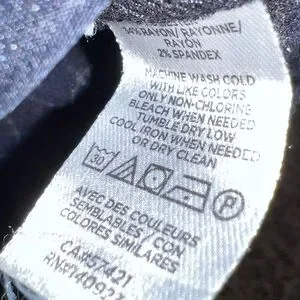 RAYON/RAYONNE/
RAYON
2% SPANDEX
MACHINE WASH COLD
WITH LIKE COLORS
ONLY NON-CHLORINE
BLEACH WHEN NEEDED
TUMBLE DRY LOW
COOL IRON WHEN NEEDED
OR DRY CLEAN
30 P
AVEC DES COULEURS
SEMBLABLES - CON
COLORES SIMILARES